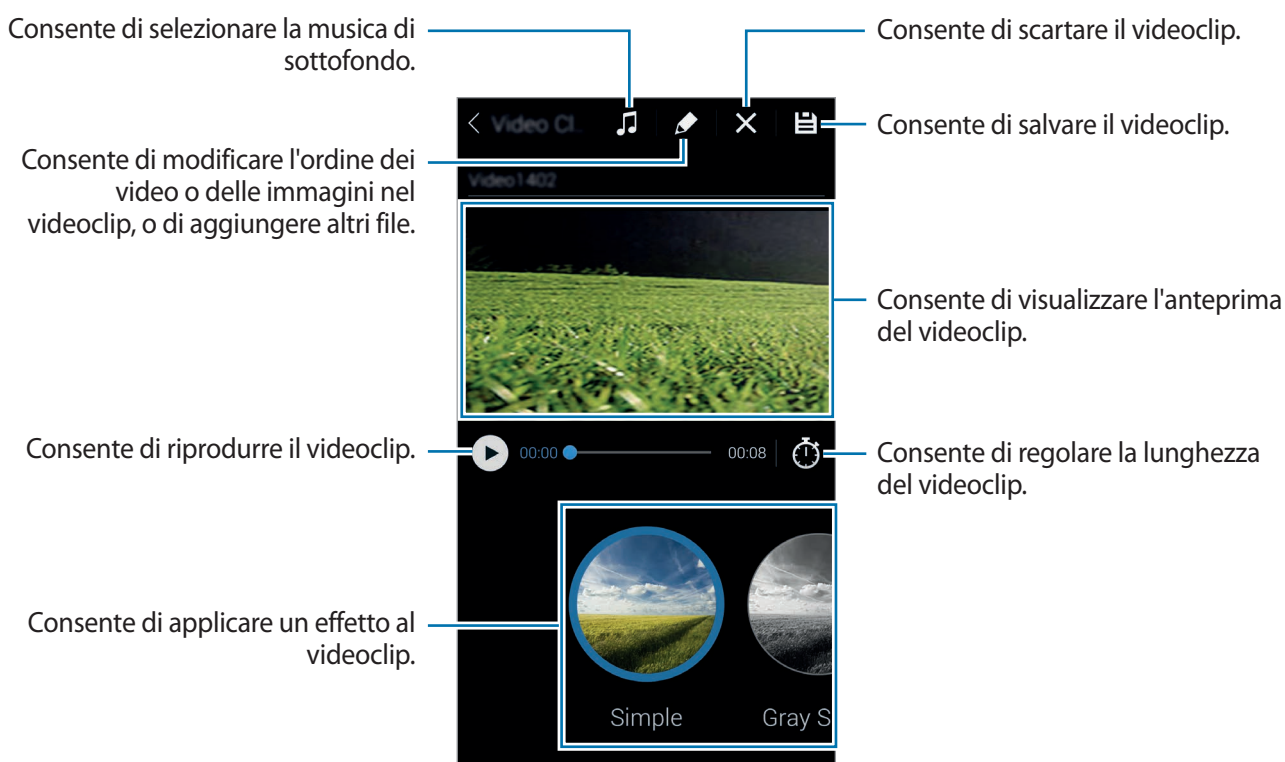 Consente di selezionare la musica di
sottofondo.
Consente di scartare il videoclip.
Video Cl..
Consente di salvare il videoclip.
Consente di modificare l'ordine dei
video o delle immagini nel
videoclip, o di aggiungere altri file.
Video1402
Consente di visualizzare l'anteprima
del videoclip.
Consente di riprodurre il videoclip.
00:00
00:08
Consente di regolare la lunghezza
del videoclip.
Consente di applicare un effetto al
videoclip.
Simple
Gray S